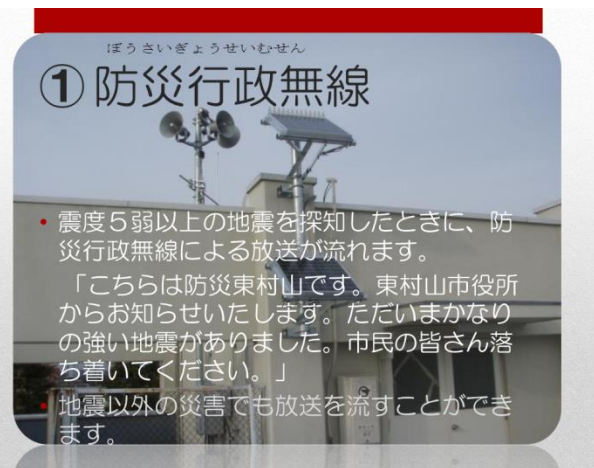 ぼうさいぎょうせいむせん
①防災行政無線
• 震度５弱以上の地震を探知したときに、防
災行政無線による放送が流れます。
「こちらは防災東村山です。東村山市役所
からお知らせいたします。ただいまかなり
の強い地震がありました。市民の皆さん落
ち着いてください。」
• 地震以外の災害でも放送を流すことができ
ます。